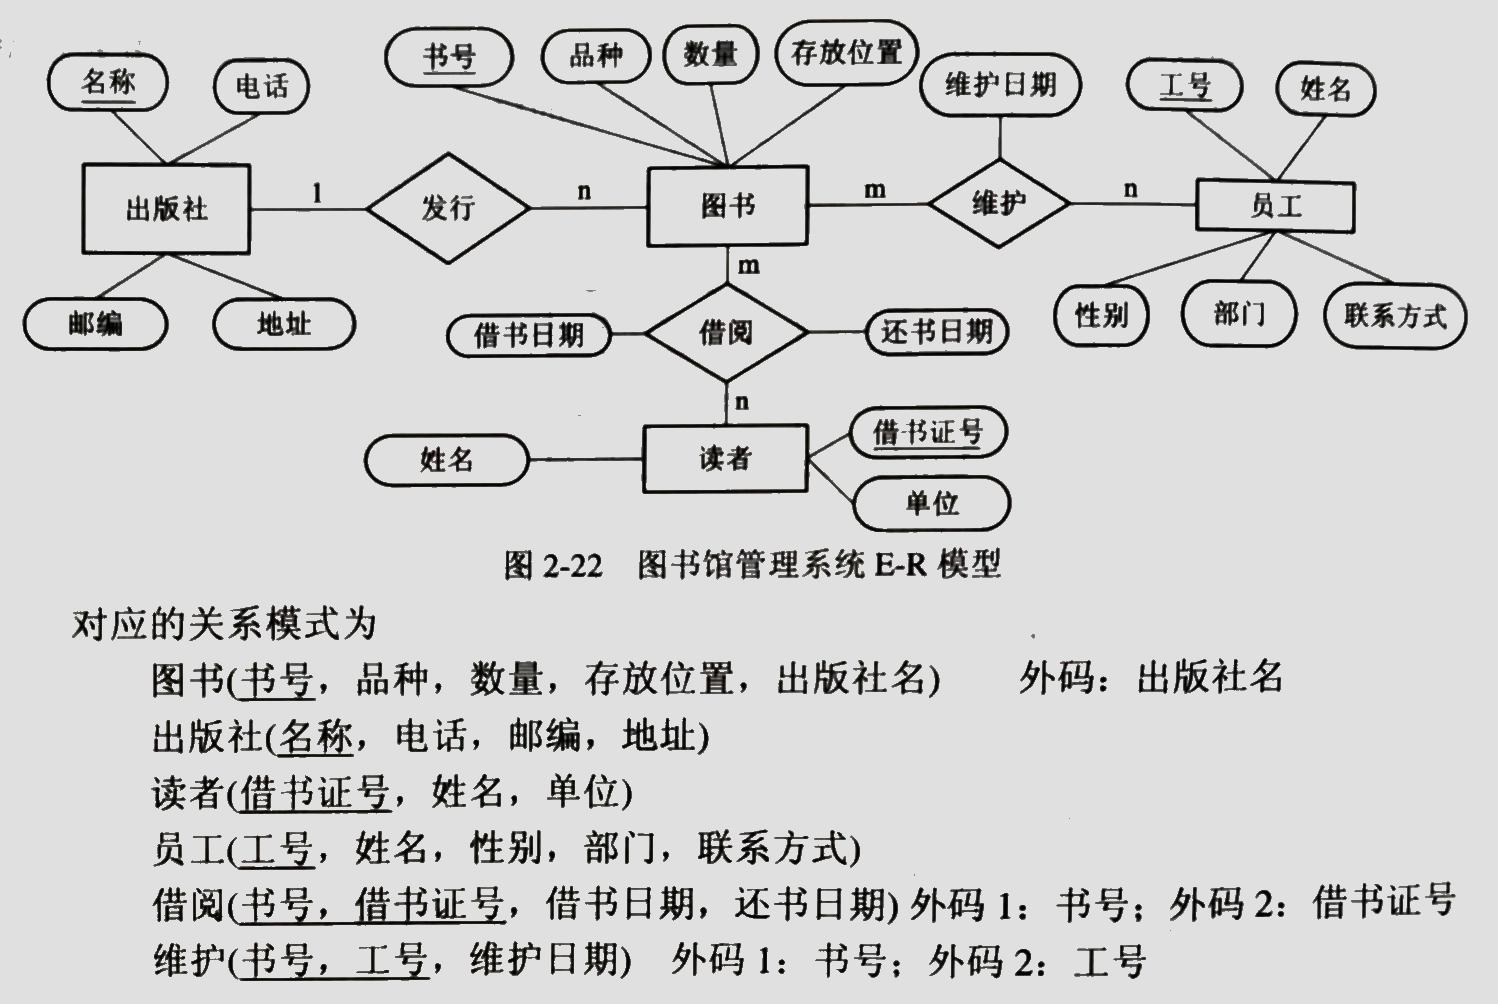 书号 品种 数量 存放位置
名称 电话 维护日期 工号 姓名
出版社 1 发行 n 图书 m 维护 n 员工
m
邮编 地址 借书日期 借阅 还书日期 性别 部门 联系方式
n
借书证号
姓名 读者
单位
图 2-22 图书馆管理系统 E-R 模型
对应的关系模式为
图书(书号，品种，数量，存放位置，出版社名) 外码：出版社名
出版社(名称，电话，邮编，地址)
读者(借书证号，姓名，单位)
员工(工号，姓名，性别，部门，联系方式)
借阅(书号，借书证号，借书日期，还书日期) 外码 1：书号；外码 2：借书证号
维护(书号，工号，维护日期) 外码 1：书号；外码 2：工号